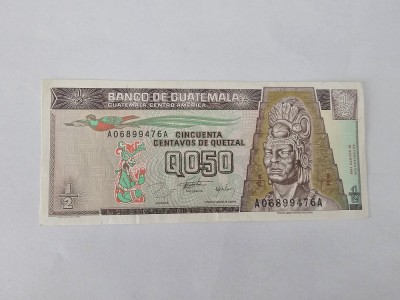 BANCO DE GUATEMALA
GUATEMALA, CENTRO AMERICA
A06899476A
CINCUENTA
CENTAVOS DE QUETZAL
Q0.50
1/2
1/2
A06899476A